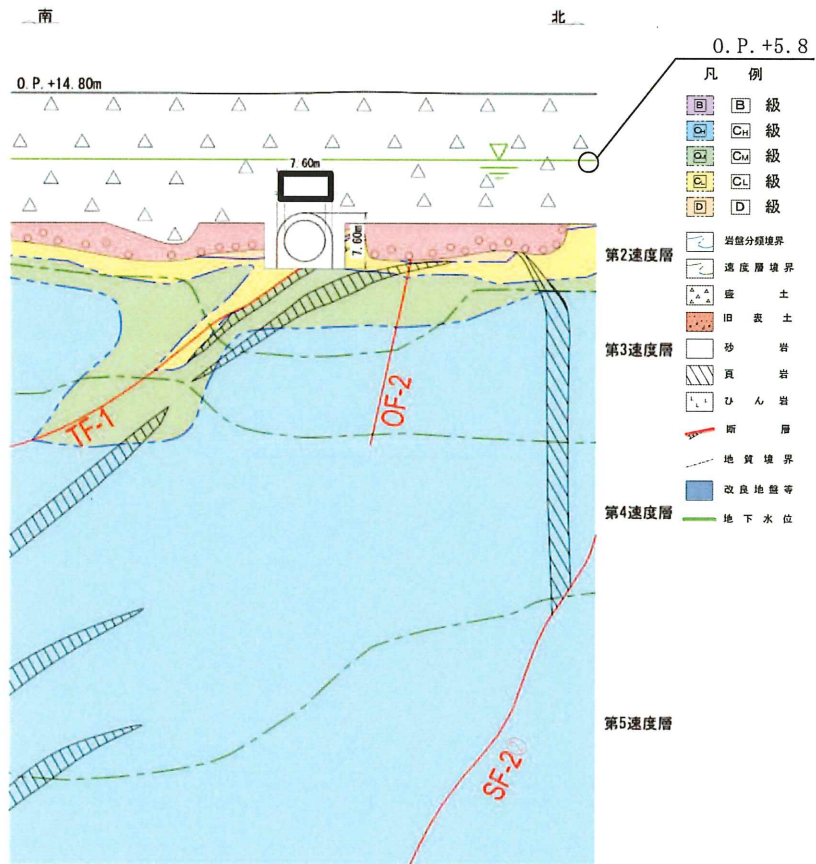 南 北
O.P.+5.8
O.P.+14.80m
7.60m
7.60m
凡 例
B B 級
CH CH 級
CM CM 級
CL CL 級
D D 級
岩盤分類境界
速度層境界
盛 土
旧 表 土
砂 岩
頁 岩
ひ ん 岩
断 層
地 質 境 界
改 良 地 盤 等
地 下 水 位
第2速度層
第3速度層
第4速度層
第5速度層
TF-1
OF-2
SF-2②